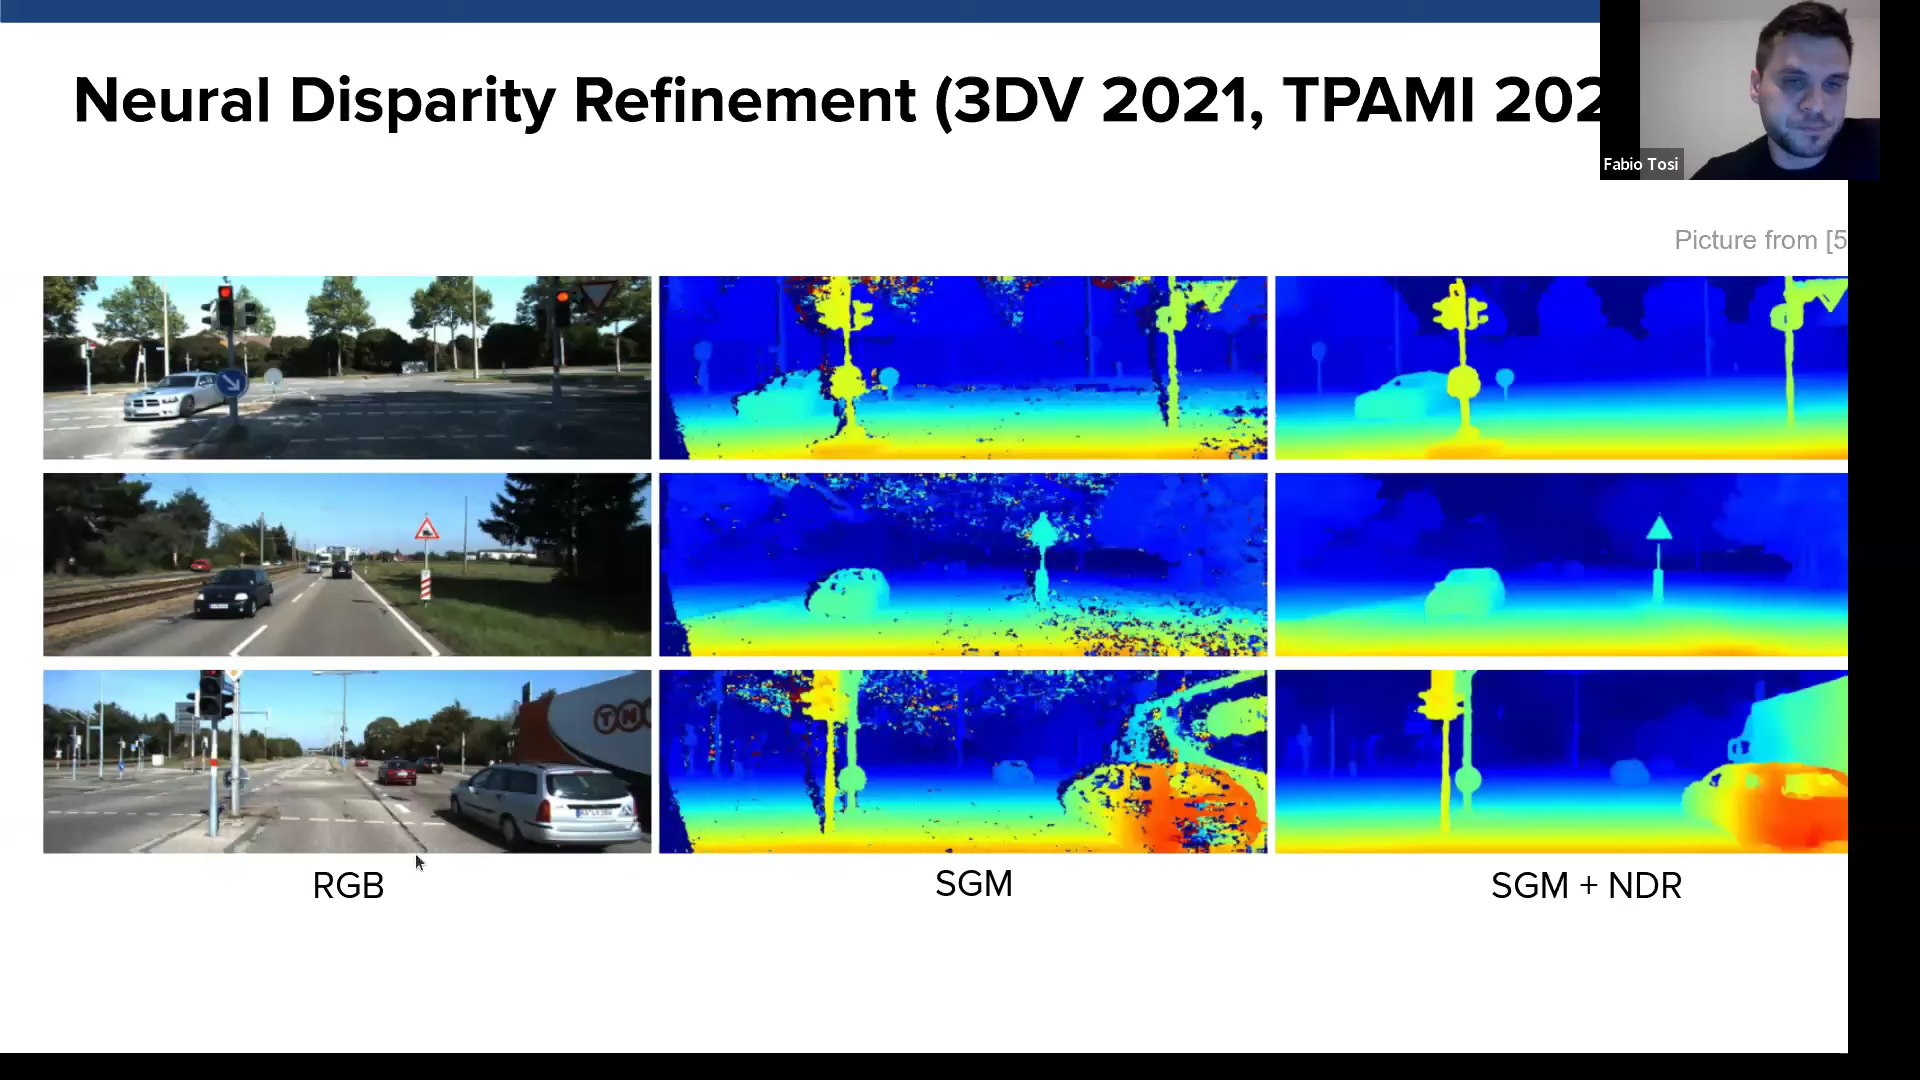 Neural Disparity Refinement (3DV 2021, TPAMI 202
Fabio Tosi
Picture from [5
RGB
SGM
SGM + NDR